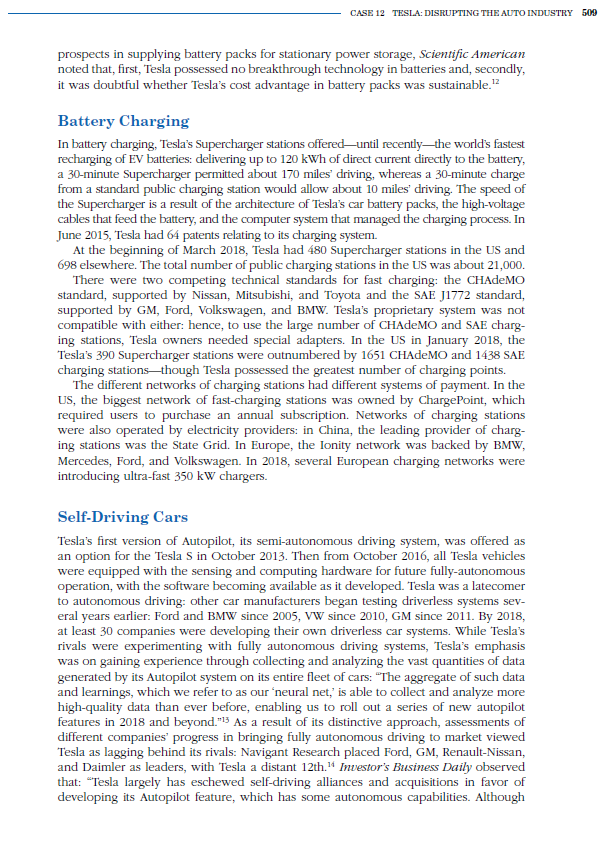 CASE 12 TESLA: DISRUPTING THE AUTO INDUSTRY 509
prospects in supplying battery packs for stationary power storage, Scientific American
noted that, first, Tesla possessed no breakthrough technology in batteries and, secondly,
it was doubtful whether Tesla's cost advantage in battery packs was sustainable.12
Battery Charging
In battery charging, Tesla's Supercharger stations offered—until recently—the world's fastest
recharging of EV batteries: delivering up to 120 kWh of direct current directly to the battery,
a 30-minute Supercharger permitted about 170 miles' driving, whereas a 30-minute charge
from a standard public charging station would allow about 10 miles' driving. The speed of
the Supercharger is a result of the architecture of Tesla's car battery packs, the high-voltage
cables that feed the battery, and the computer system that managed the charging process. In
June 2015, Tesla had 64 patents relating to its charging system.
At the beginning of March 2018, Tesla had 480 Supercharger stations in the US and
698 elsewhere. The total number of public charging stations in the US was about 21,000.
There were two competing technical standards for fast charging: the CHAdeMO
standard, supported by Nissan, Mitsubishi, and Toyota and the SAE J1772 standard,
supported by GM, Ford, Volkswagen, and BMW. Tesla's proprietary system was not
compatible with either: hence, to use the large number of CHAdeMO and SAE charg-
ing stations, Tesla owners needed special adapters. In the US in January 2018, the
Tesla's 390 Supercharger stations were outnumbered by 1651 CHAdeMO and 1438 SAE
charging stations—though Tesla possessed the greatest number of charging points.
The different networks of charging stations had different systems of payment. In the
US, the biggest network of fast-charging stations was owned by ChargePoint, which
required users to purchase an annual subscription. Networks of charging stations
were also operated by electricity providers: in China, the leading provider of charg-
ing stations was the State Grid. In Europe, the Ionity network was backed by BMW,
Mercedes, Ford, and Volkswagen. In 2018, several European charging networks were
introducing ultra-fast 350 kW chargers.
Self-Driving Cars
Tesla's first version of Autopilot, its semi-autonomous driving system, was offered as
an option for the Tesla S in October 2013. Then from October 2016, all Tesla vehicles
were equipped with the sensing and computing hardware for future fully-autonomous
operation, with the software becoming available as it developed. Tesla was a latecomer
to autonomous driving: other car manufacturers began testing driverless systems sev-
eral years earlier: Ford and BMW since 2005, VW since 2010, GM since 2011. By 2018,
at least 30 companies were developing their own driverless car systems. While Tesla's
rivals were experimenting with fully autonomous driving systems, Tesla's emphasis
was on gaining experience through collecting and analyzing the vast quantities of data
generated by its Autopilot system on its entire fleet of cars: "The aggregate of such data
and learnings, which we refer to as our 'neural net,' is able to collect and analyze more
high-quality data than ever before, enabling us to roll out a series of new autopilot
features in 2018 and beyond."13 As a result of its distinctive approach, assessments of
different companies' progress in bringing fully autonomous driving to market viewed
Tesla as lagging behind its rivals: Navigant Research placed Ford, GM, Renault-Nissan,
and Daimler as leaders, with Tesla a distant 12th.14 Investor's Business Daily observed
that: "Tesla largely has eschewed self-driving alliances and acquisitions in favor of
developing its Autopilot feature, which has some autonomous capabilities. Although